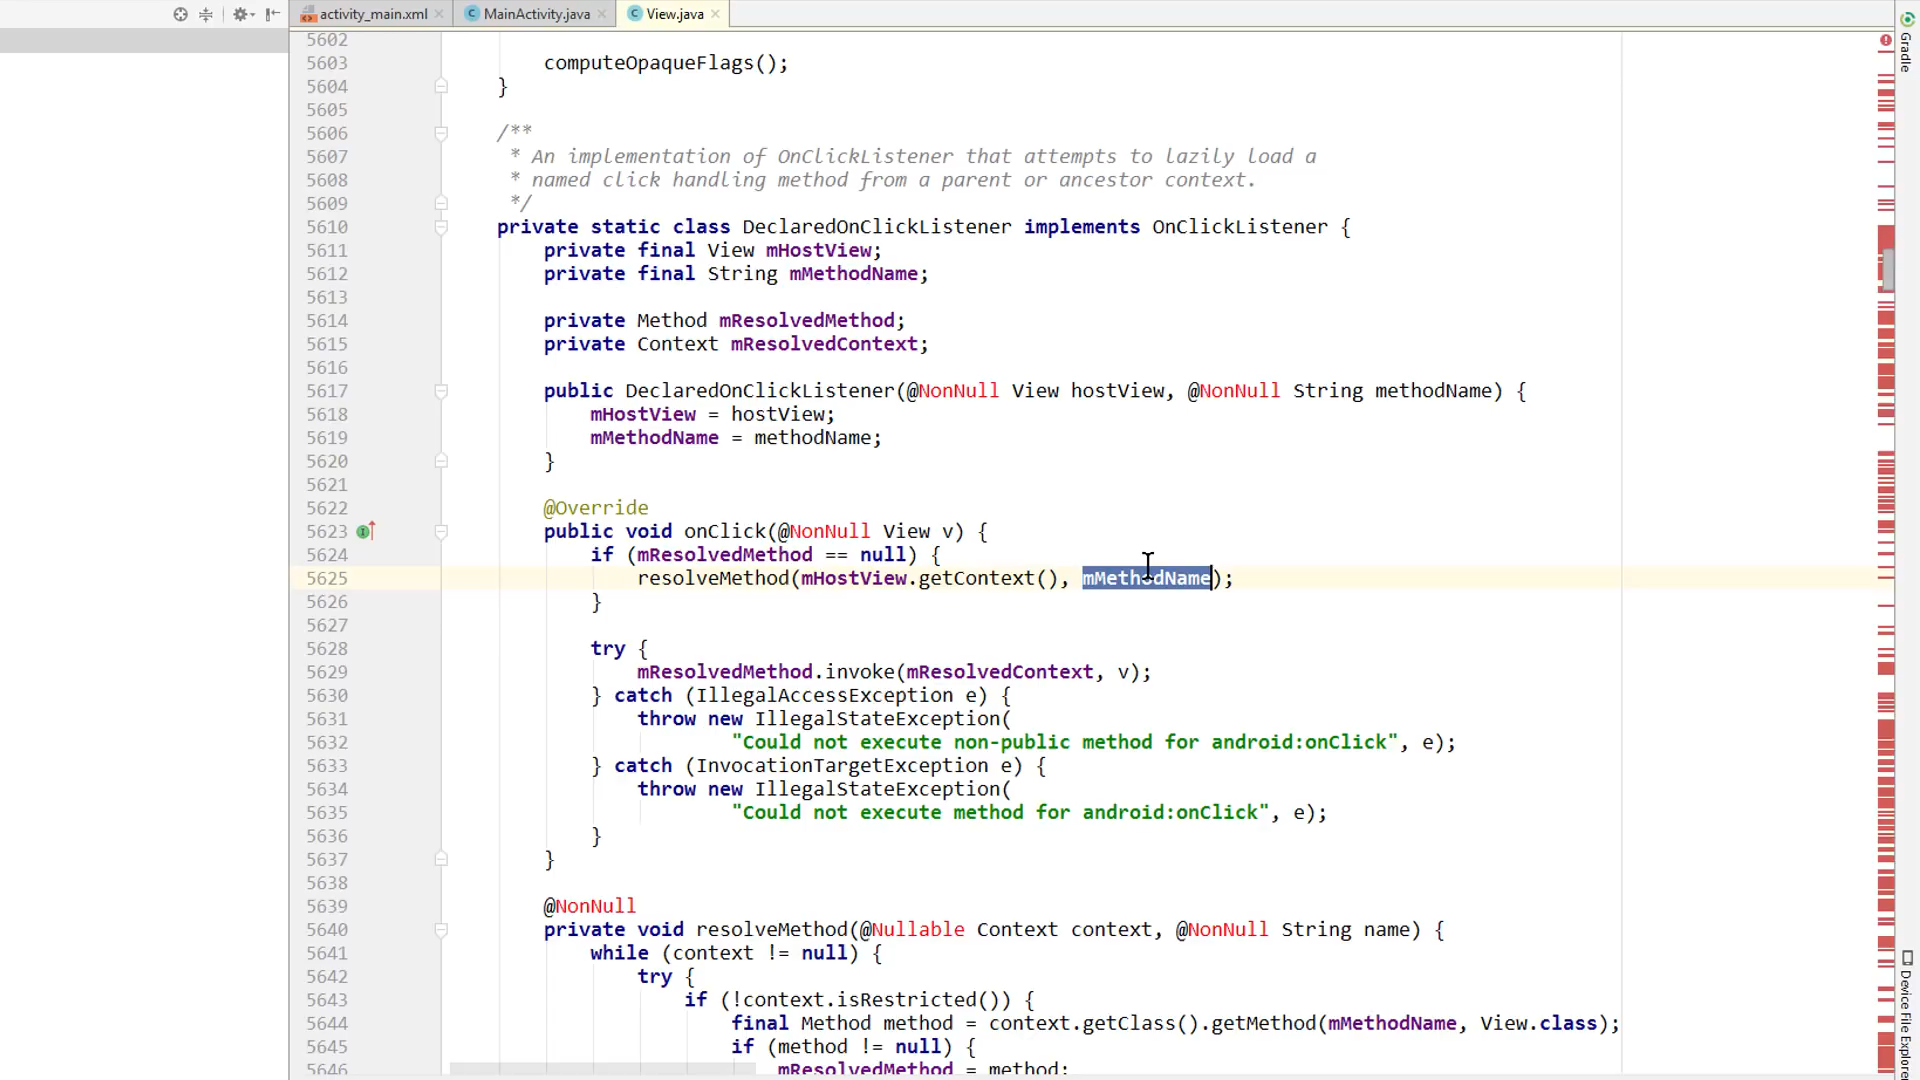 activity_main.xml
MainActivity.java
View.java
5602
5603 computeOpaqueFlags();
5604 }
5605
5606 /**
5607 * An implementation of OnClickListener that attempts to lazily load a
5608 * named click handling method from a parent or ancestor context.
5609 */
5610 private static class DeclaredOnClickListener implements OnClickListener {
5611 private final View mHostView;
5612 private final String mMethodName;
5613
5614 private Method mResolvedMethod;
5615 private Context mResolvedContext;
5616
5617 public DeclaredOnClickListener(@NonNull View hostView, @NonNull String methodName) {
5618 mHostView = hostView;
5619 mMethodName = methodName;
5620 }
5621
5622 @Override
5623 public void onClick(@NonNull View v) {
5624 if (mResolvedMethod == null) {
5625 resolveMethod(mHostView.getContext(), mMethodName);
5626 }
5627
5628 try {
5629 mResolvedMethod.invoke(mResolvedContext, v);
5630 } catch (IllegalAccessException e) {
5631 throw new IllegalStateException(
5632 "Could not execute non-public method for android:onClick", e);
5633 } catch (InvocationTargetException e) {
5634 throw new IllegalStateException(
5635 "Could not execute method for android:onClick", e);
5636 }
5637 }
5638
5639 @NonNull
5640 private void resolveMethod(@Nullable Context context, @NonNull String name) {
5641 while (context != null) {
5642 try {
5643 if (!context.isRestricted()) {
5644 final Method method = context.getClass().getMethod(mMethodName, View.class);
5645 if (method != null) {
5646 mResolvedMethod = method;
Gradle
Device File Explorer